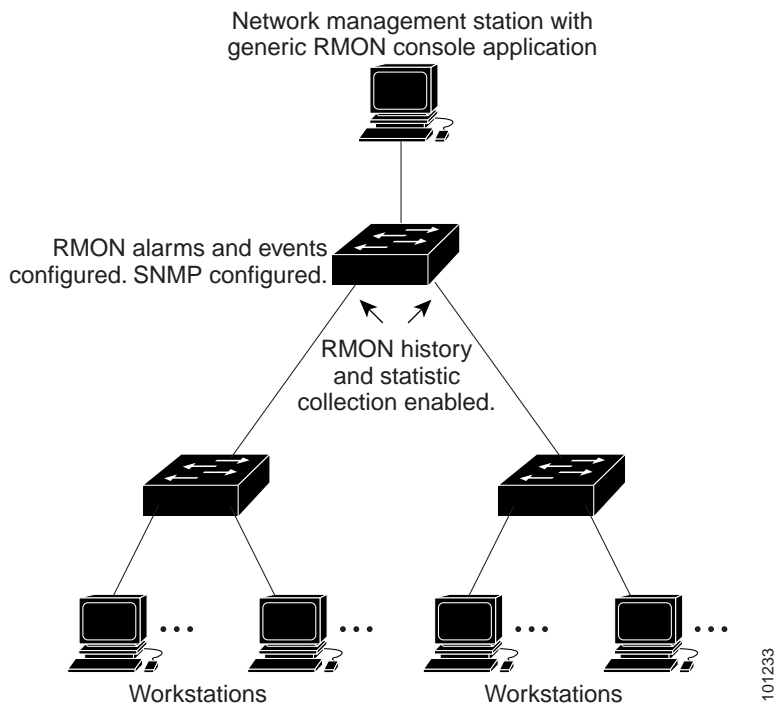 Network management station with
generic RMON console application
RMON alarms and events
configured. SNMP configured.
RMON history
and statistic
collection enabled.
Workstations
Workstations
101233